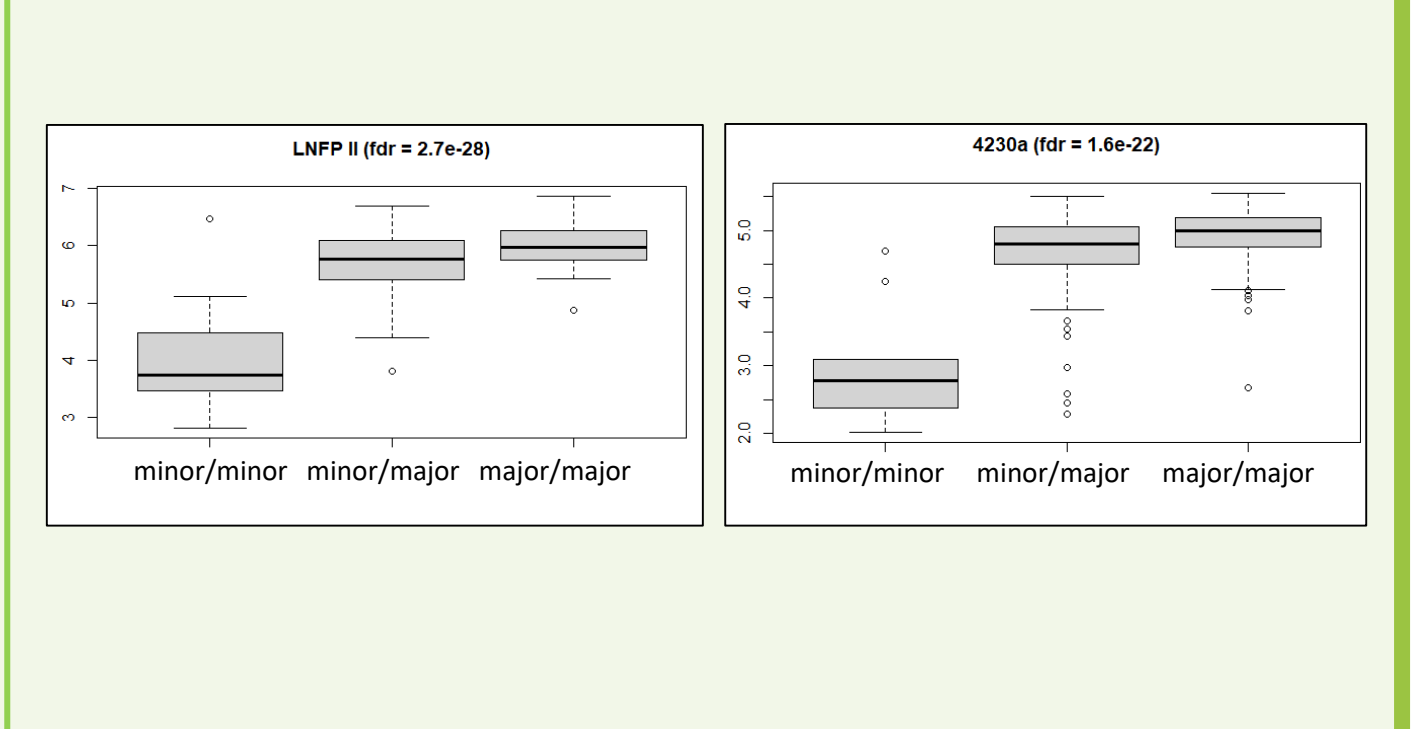 LNFP II (fdr = 2.7e-28)
7
6
5
4
3
minor/minor minor/major major/major
4230a (fdr = 1.6e-22)
5.0
4.0
3.0
2.0
minor/minor minor/major major/major